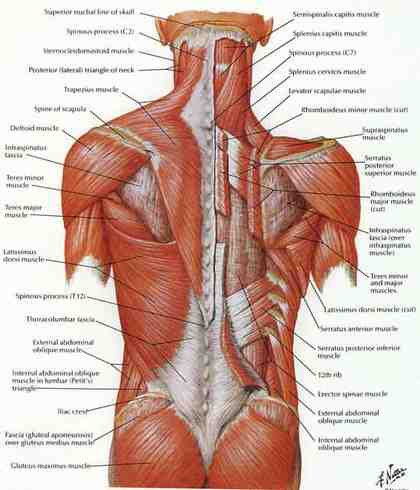 Superior nuchal line of skull
Spinous process (C2)
Sternocleidomastoid muscle
Posterior (lateral) triangle of neck
Trapezius muscle
Spine of scapula
Deltoid muscle
Infraspinatus
fascia
Teres minor
muscle
Teres major
muscle
Latissimus
dorsi muscle
Spinous process (T12)
Thoracolumbar fascia
External abdominal
oblique muscle
Internal abdominal oblique
muscle in lumbar (Petit's)
triangle
Iliac crest
Fascia (gluteal aponeurosis)
over gluteus medius muscle
Gluteus maximus muscle
Semispinalis capitis muscle
Splenius capitis muscle
Spinous process (C7)
Splenius cervicis muscle
Levator scapulae muscle
Rhomboideus minor muscle (cut)
Supraspinatus
muscle
Serratus
posterior
superior muscle
Rhomboideus
major muscle
(cut)
Infraspinatus
fascia (over
infraspinatus
muscle)
Teres minor
and major
muscles
Latissimus dorsi muscle (cut)
Serratus anterior muscle
Serratus posterior inferior
muscle
12th rib
Erector spinae muscle
External abdominal
oblique muscle
Internal abdominal
oblique muscle